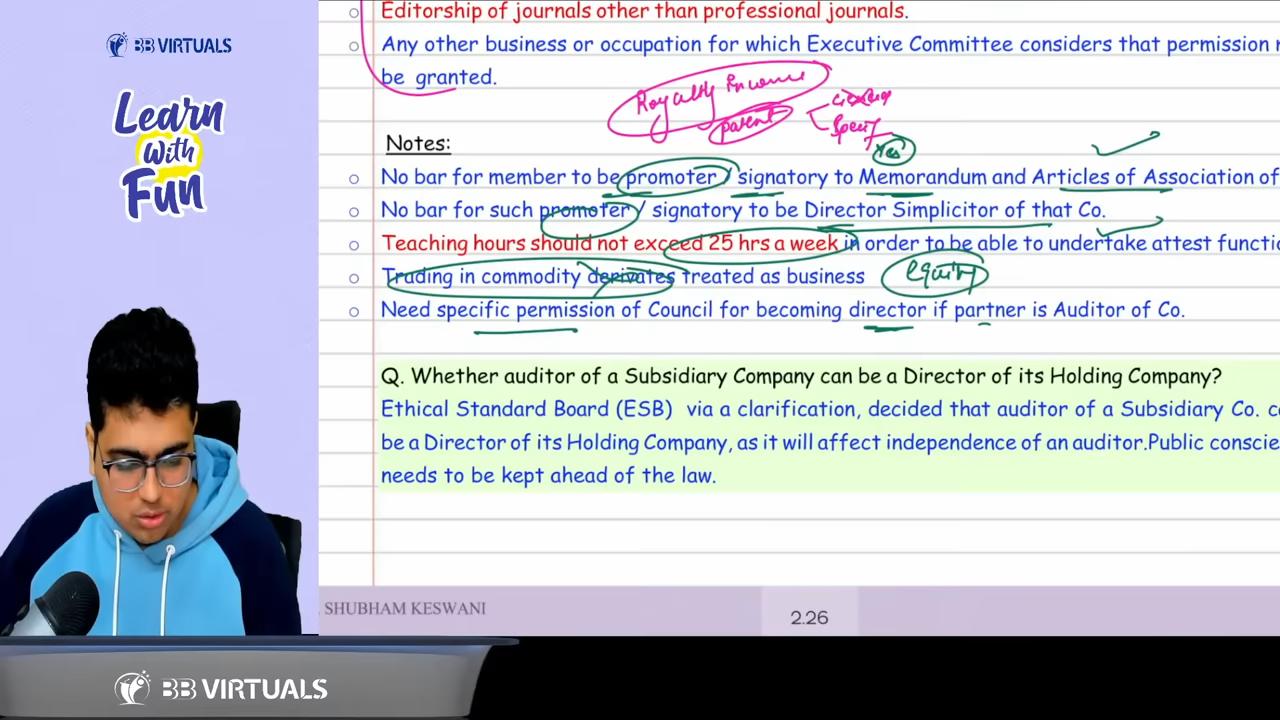 BB VIRTUALS
Learn
With
Fun
Editorship of journals other than professional journals.
Any other business or occupation for which Executive Committee considers that permission
be granted.
Royalty income
patent
Notes:
Yes
No bar for member to be promoter / signatory to Memorandum and Articles of Association of
No bar for such promoter / signatory to be Director Simplicitor of that Co.
Teaching hours should not exceed 25 hrs a week in order to be able to undertake attest functi
Trading in commodity derivates treated as business
equity
Need specific permission of Council for becoming director if partner is Auditor of Co.
Q. Whether auditor of a Subsidiary Company can be a Director of its Holding Company?
Ethical Standard Board (ESB) via a clarification, decided that auditor of a Subsidiary Co. c
be a Director of its Holding Company, as it will affect independence of an auditor.Public conscie
needs to be kept ahead of the law.
SHUBHAM KESWANI
2.26
BB VIRTUALS